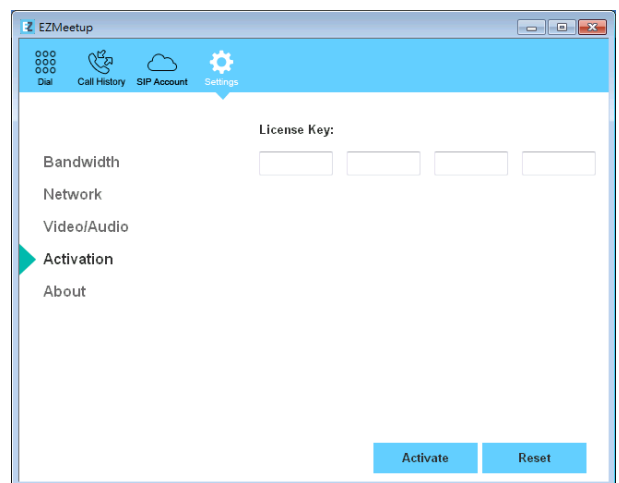 EZ EZMeetup
Dial Call History SIP Account Settings
License Key:
Bandwidth
Network
Video/Audio
Activation
About
Activate Reset